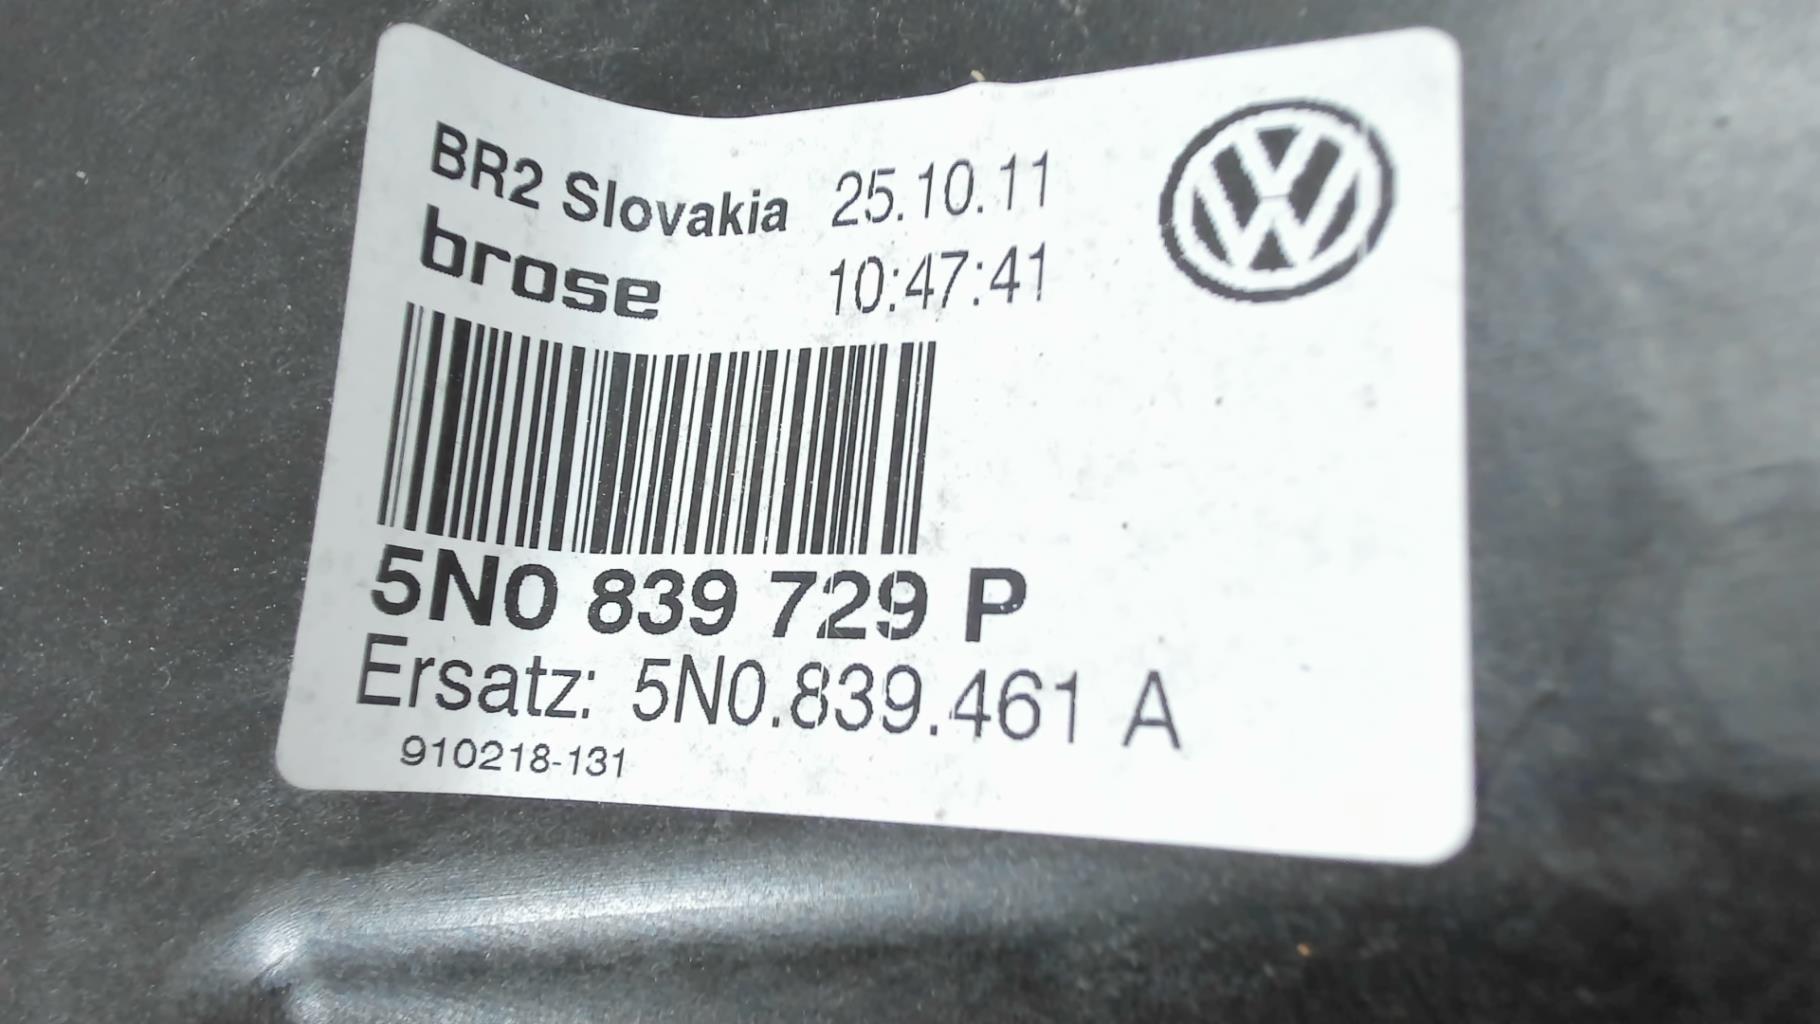 BR2 Slovakia 25.10.11
brose 10:47:41
5N0 839 729 P
Ersatz: 5N0.839.461 A
910218-131